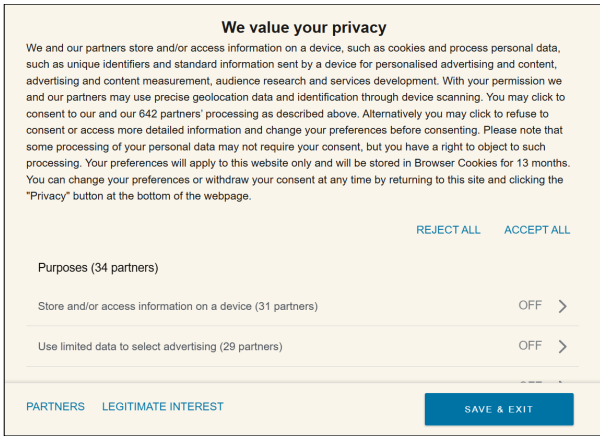 We value your privacy
We and our partners store and/or access information on a device, such as cookies and process personal data,
such as unique identifiers and standard information sent by a device for personalised advertising and content,
advertising and content measurement, audience research and services development. With your permission we
and our partners may use precise geolocation data and identification through device scanning. You may click to
consent to our and our 642 partners' processing as described above. Alternatively you may click to refuse to
consent or access more detailed information and change your preferences before consenting. Please note that
some processing of your personal data may not require your consent, but you have a right to object to such
processing. Your preferences will apply to this website only and will be stored in Browser Cookies for 13 months.
You can change your preferences or withdraw your consent at any time by returning to this site and clicking the
"Privacy" button at the bottom of the webpage.
REJECT ALL ACCEPT ALL
Purposes (34 partners)
Store and/or access information on a device (31 partners) OFF
Use limited data to select advertising (29 partners) OFF
PARTNERS LEGITIMATE INTEREST SAVE & EXIT